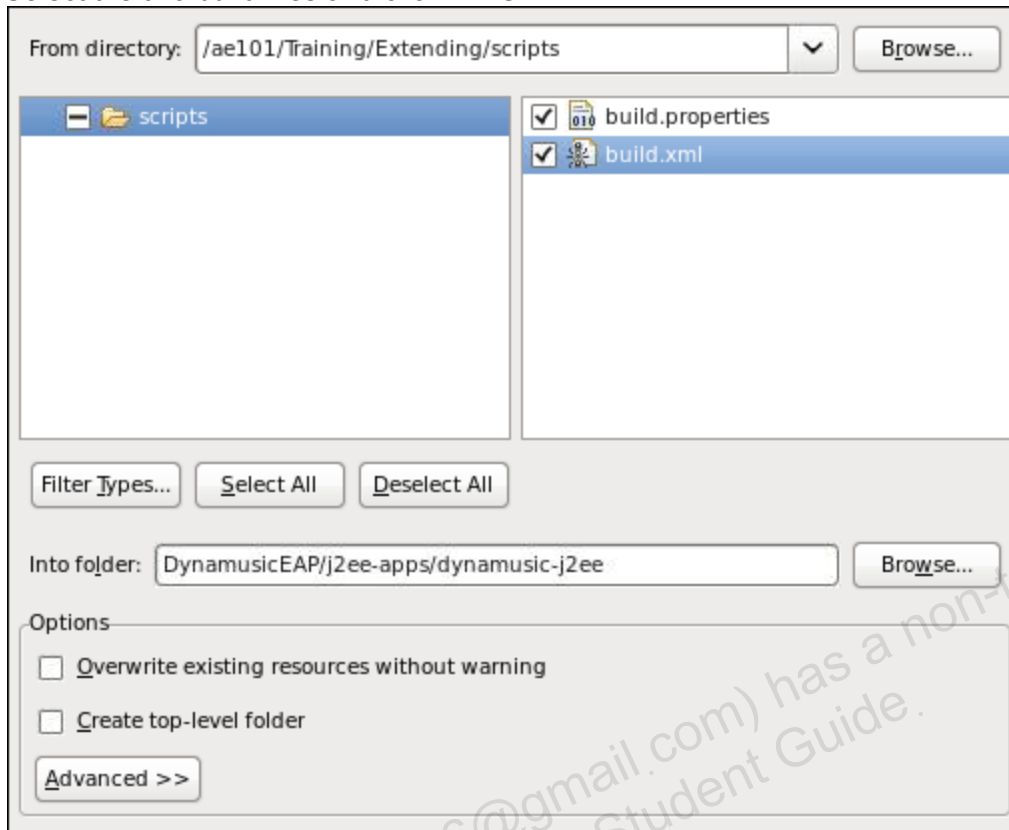 From directory: /ae101/Training/Extending/scripts Browse...
scripts
build.properties
build.xml
Filter Types... Select All Deselect All
Into folder: DynamusicEAP/j2ee-apps/dynamusic-j2ee Browse...
Options
Overwrite existing resources without warning
Create top-level folder
Advanced >>
@gmail.com) has a non-
Student Guide.